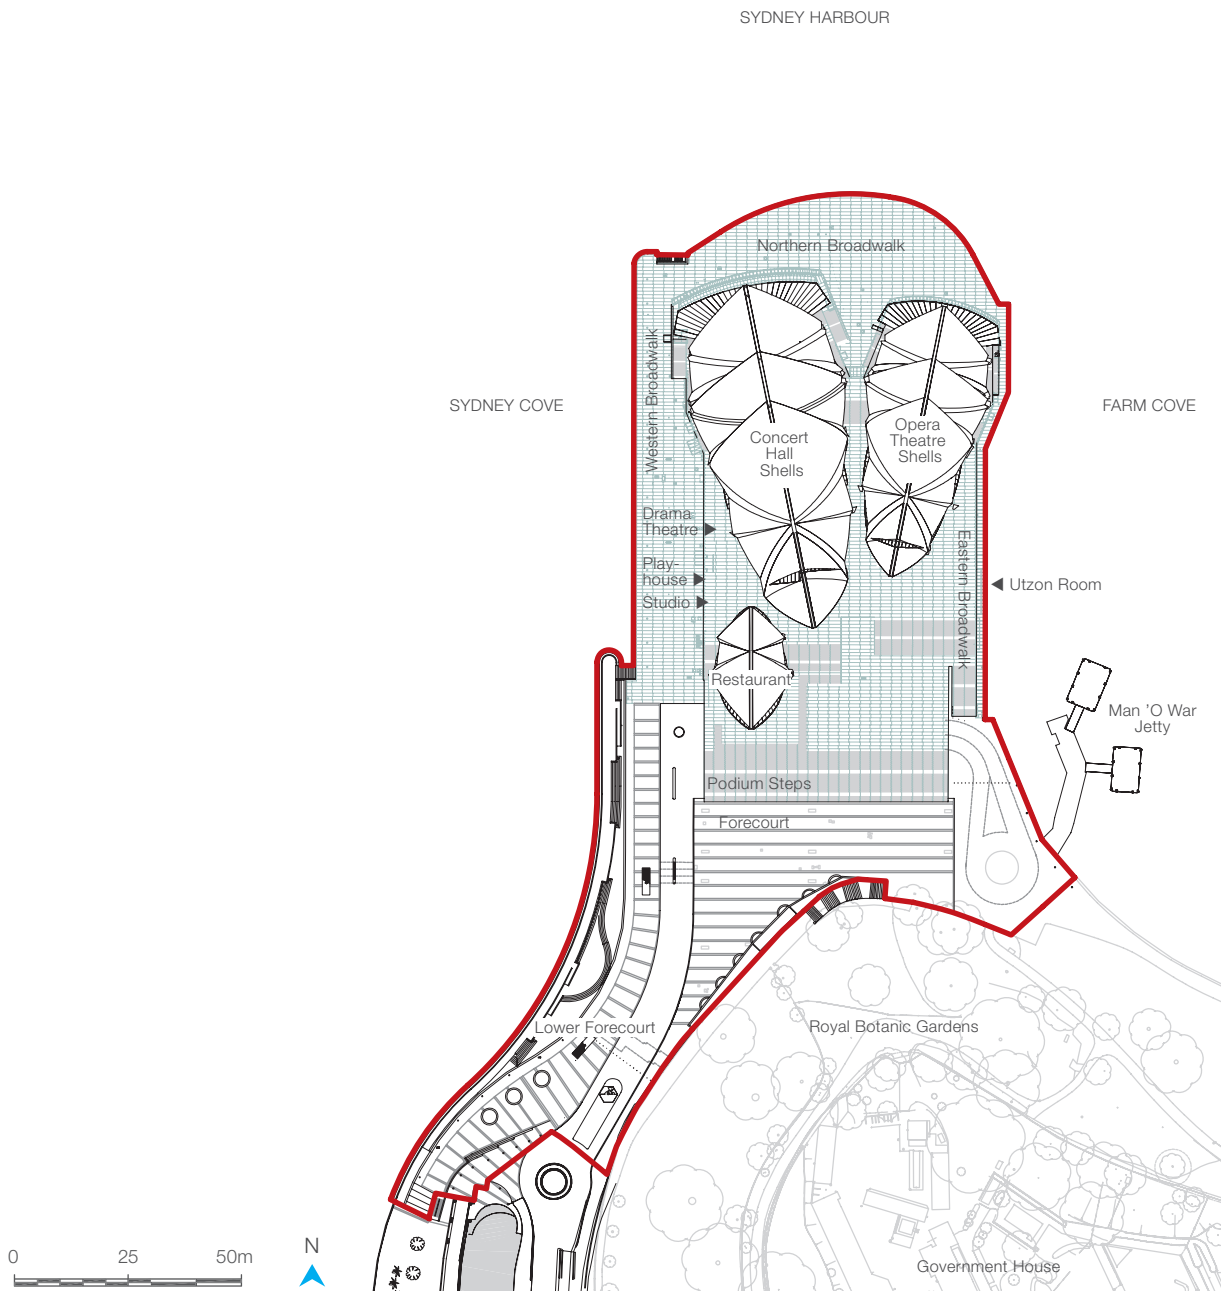 SYDNEY HARBOUR
Northern Broadwalk
Western Broadwalk
SYDNEY COVE
FARM COVE
Concert
Hall
Shells
Opera
Theatre
Shells
Drama
Theatre
Play-
house
Studio
Eastern Broadwalk
Utzon Room
Restaurant
Man ’O War
Jetty
Podium Steps
Forecourt
Lower Forecourt
Royal Botanic Gardens
Government House
0 25 50m
N